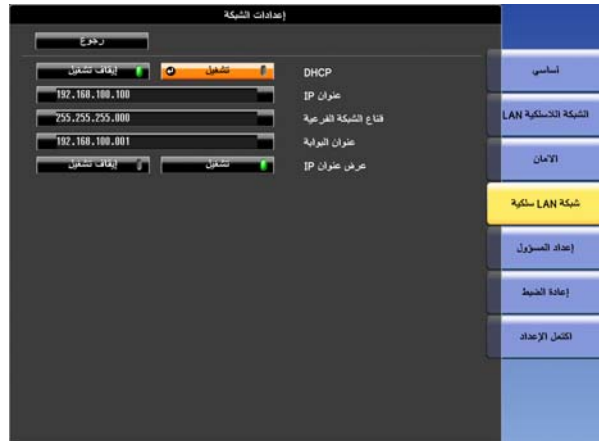 إعدادات الشبكة
رجوع
DHCP تشغيل إيقاف تشغيل
عنوان IP 192.168.100.100
قناع الشبكة الفرعية 255.255.255.000
عنوان البوابة 192.168.100.001
عرض عنوان IP تشغيل إيقاف تشغيل
أساسي
الشبكة اللاسلكية LAN
الأمان
شبكة LAN سلكية
إعداد المسؤول
إعادة الضبط
اكتمل الإعداد